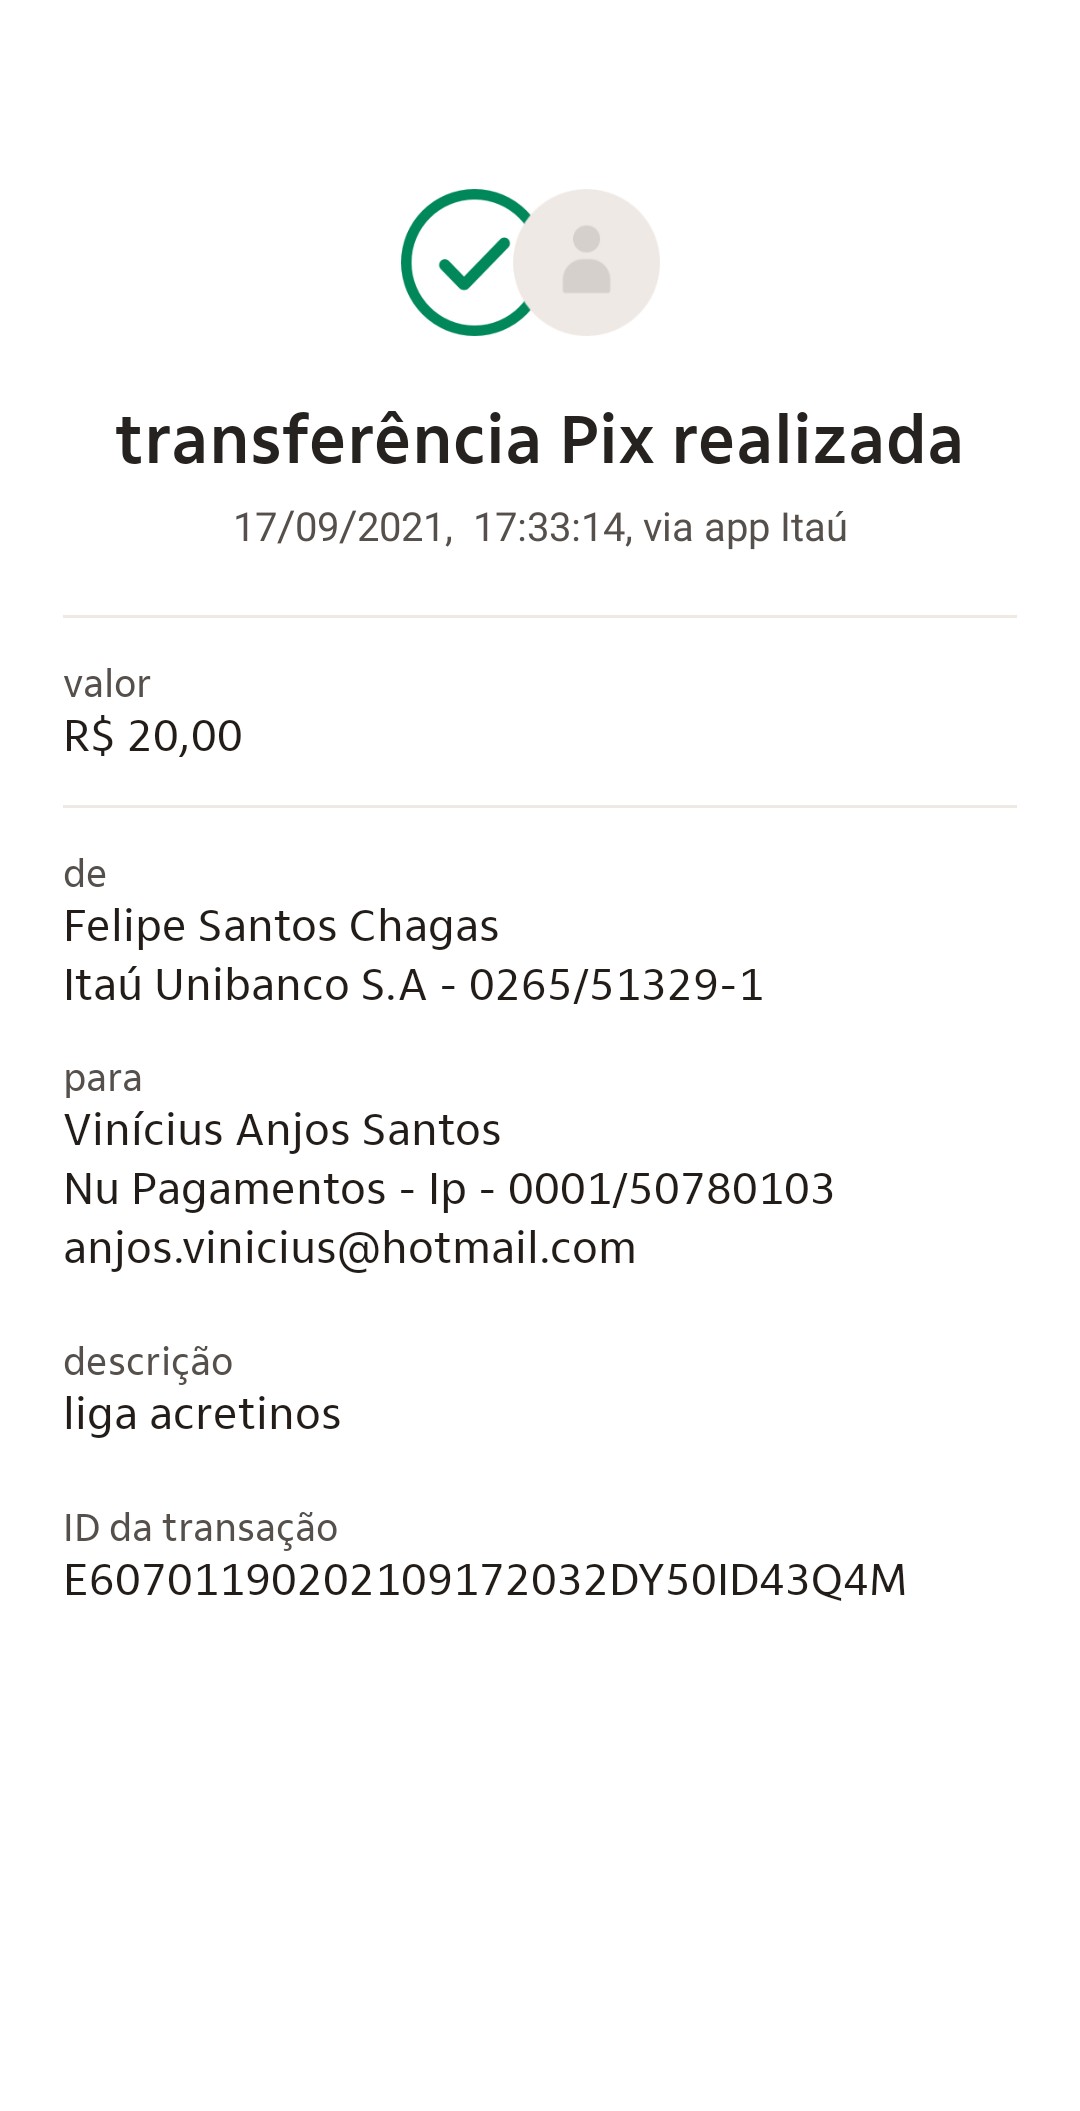 transferência Pix realizada
17/09/2021, 17:33:14, via app Itaú
valor
R$ 20,00
de
Felipe Santos Chagas
Itaú Unibanco S.A - 0265/51329-1
para
Vinícius Anjos Santos
Nu Pagamentos - Ip - 0001/50780103
anjos.vinicius@hotmail.com
descrição
liga acretinos
ID da transação
E60701190202109172032DY50ID43Q4M